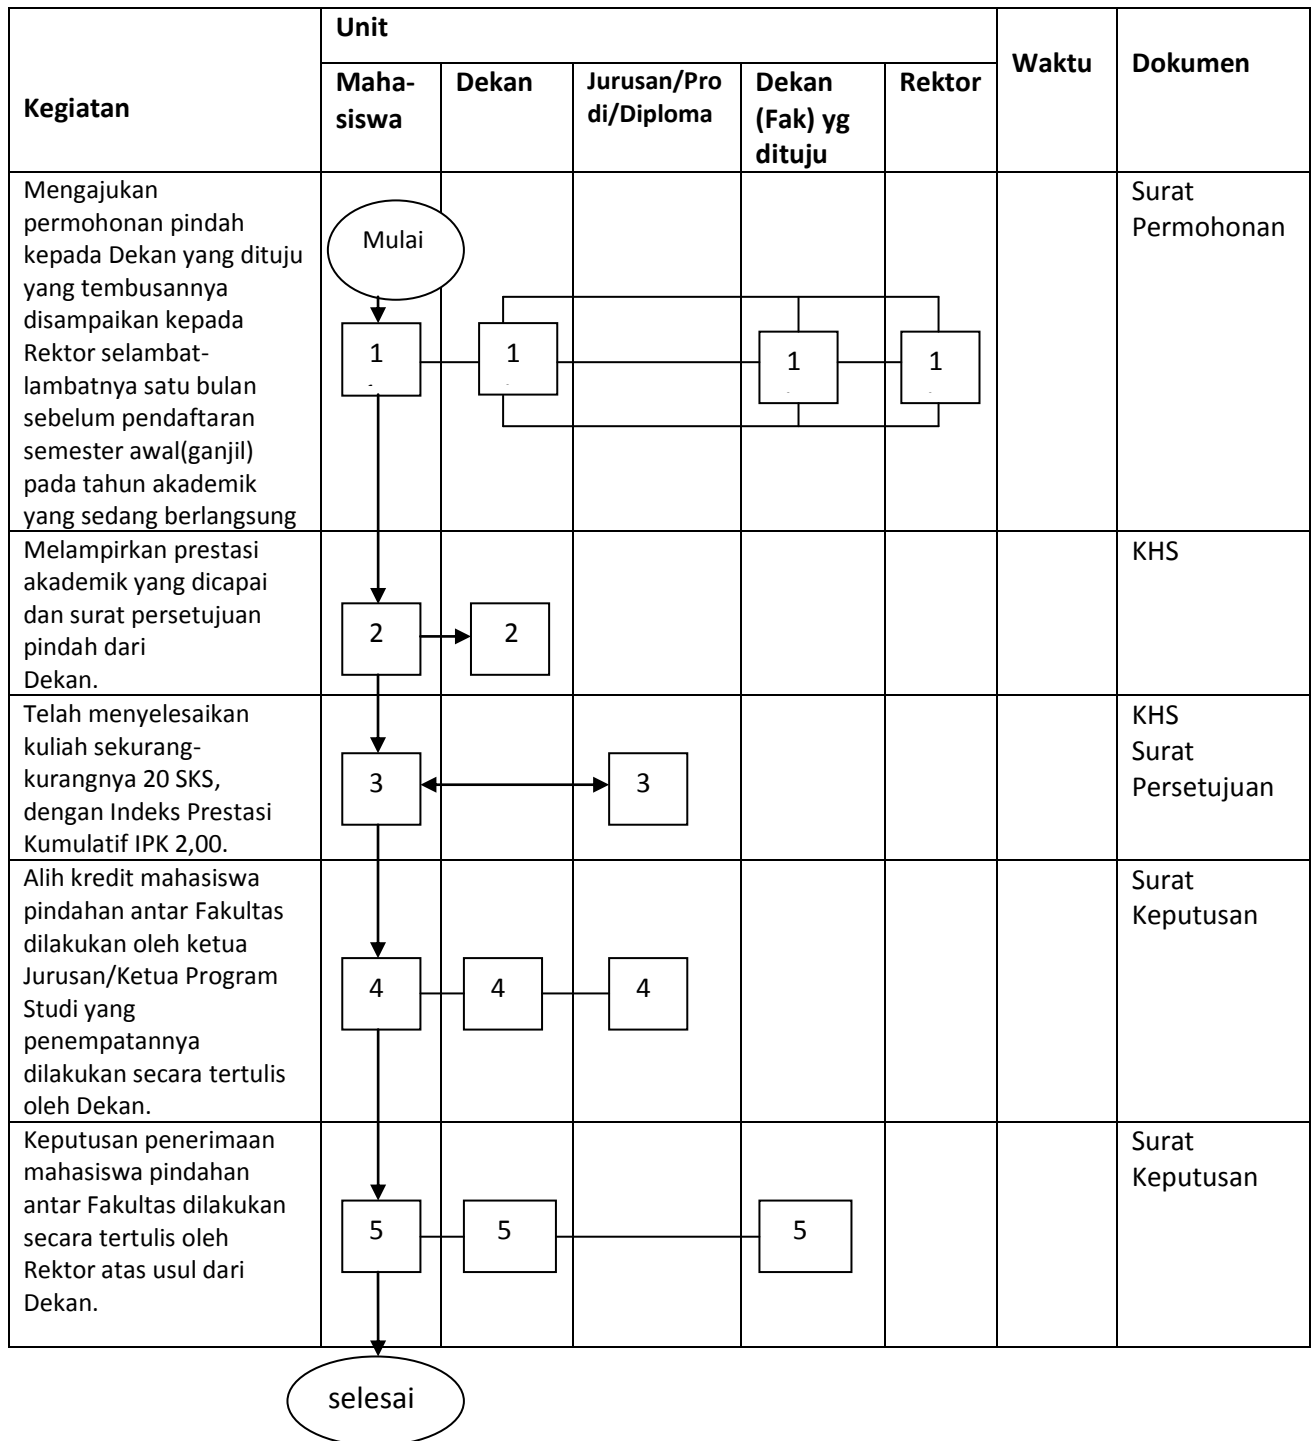 Kegiatan
Unit
Waktu
Dokumen
Maha-
siswa
Dekan
Jurusan/Pro
di/Diploma
Dekan
(Fak) yg
dituju
Rektor
Mengajukan
permohonan pindah
kepada Dekan yang dituju
yang tembusannya
disampaikan kepada
Rektor selambat-
lambatnya satu bulan
sebelum pendaftaran
semester awal(ganjil)
pada tahun akademik
yang sedang berlangsung
Mulai
1
1
1
1
Surat
Permohonan
Melampirkan prestasi
akademik yang dicapai
dan surat persetujuan
pindah dari
Dekan.
2
2
KHS
Telah menyelesaikan
kuliah sekurang-
kurangnya 20 SKS,
dengan Indeks Prestasi
Kumulatif IPK 2,00.
3
3
KHS
Surat
Persetujuan
Alih kredit mahasiswa
pindahan antar Fakultas
dilakukan oleh ketua
Jurusan/Ketua Program
Studi yang
penempatannya
dilakukan secara tertulis
oleh Dekan.
4
4
4
Surat
Keputusan
Keputusan penerimaan
mahasiswa pindahan
antar Fakultas dilakukan
secara tertulis oleh
Rektor atas usul dari
Dekan.
5
5
5
Surat
Keputusan
selesai